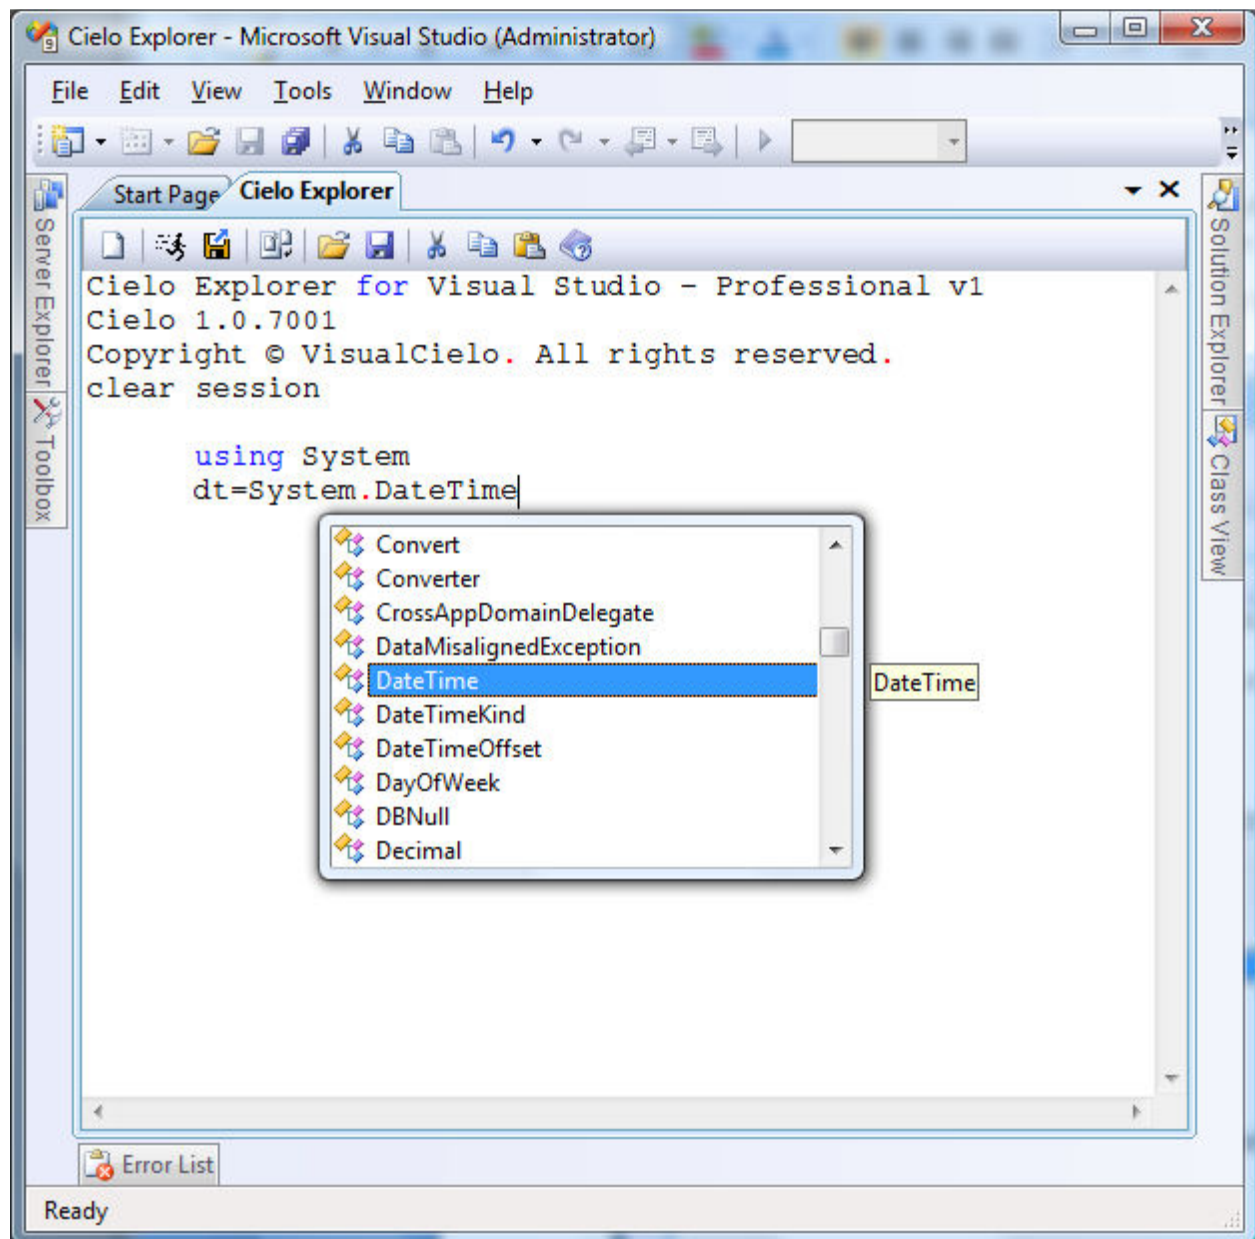 Cielo Explorer - Microsoft Visual Studio (Administrator)
File Edit View Tools Window Help
Start Page Cielo Explorer
Server Explorer
Toolbox
Cielo Explorer for Visual Studio - Professional v1
Cielo 1.0.7001
Copyright © VisualCielo. All rights reserved.
clear session
using System
dt=System.DateTime
Convert
Converter
CrossAppDomainDelegate
DataMisalignedException
DateTime
DateTime
DateTimeKind
DateTimeOffset
DayOfWeek
DBNull
Decimal
Solution Explorer
Class View
Error List
Ready